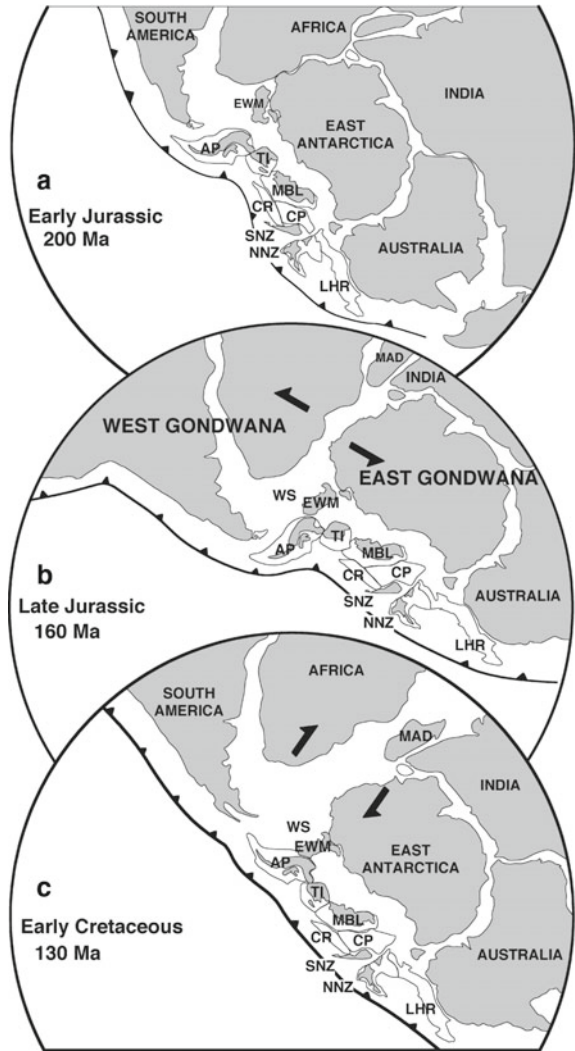 SOUTH
AMERICA
AFRICA
INDIA
EWM
EAST
ANTARCTICA
AP
TI
MBL
a
CR
CP
Early Jurassic
200 Ma
SNZ
NNZ
AUSTRALIA
LHR
MAD
INDIA
WEST GONDWANA
EAST GONDWANA
WS
EWM
TI
AP
MBL
b
CR
CP
Late Jurassic
160 Ma
SNZ
NNZ
AUSTRALIA
LHR
AFRICA
SOUTH
AMERICA
MAD
INDIA
WS
EWM
AP
EAST
ANTARCTICA
TI
c
MBL
CR
CP
Early Cretaceous
130 Ma
SNZ
NNZ
AUSTRALIA
LHR